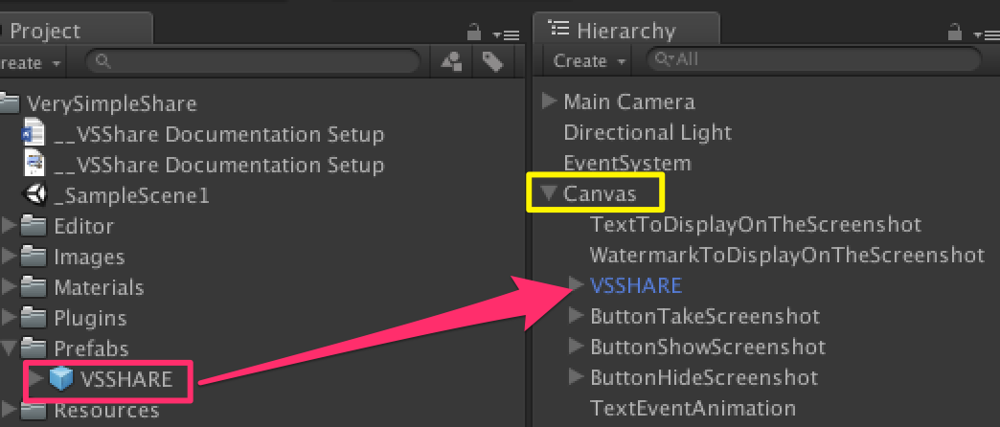 Project
reate
VerySimpleShare
__VSShare Documentation Setup
__VSShare Documentation Setup
_SampleScene1
Editor
Images
Materials
Plugins
Prefabs
VSSHARE
Resources
Hierarchy
Create
All
Main Camera
Directional Light
EventSystem
Canvas
TextToDisplayOnTheScreenshot
WatermarkToDisplayOnTheScreenshot
VSSHARE
ButtonTakeScreenshot
ButtonShowScreenshot
ButtonHideScreenshot
TextEventAnimation